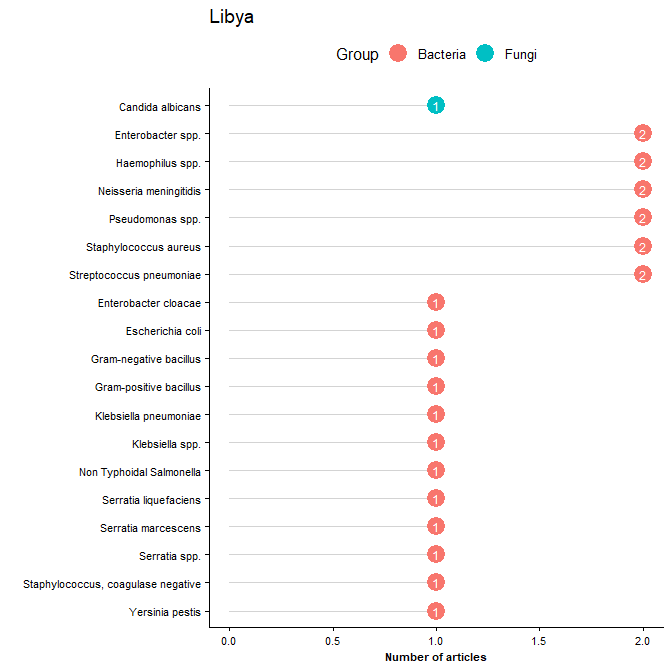 Libya
Group Bacteria Fungi
Candida albicans 1
Enterobacter spp. 2
Haemophilus spp. 2
Neisseria meningitidis 2
Pseudomonas spp. 2
Staphylococcus aureus 2
Streptococcus pneumoniae 2
Enterobacter cloacae 1
Escherichia coli 1
Gram-negative bacillus 1
Gram-positive bacillus 1
Klebsiella pneumoniae 1
Klebsiella spp. 1
Non Typhoidal Salmonella 1
Serratia liquefaciens 1
Serratia marcescens 1
Serratia spp. 1
Staphylococcus, coagulase negative 1
Yersinia pestis 1
0.0 0.5 1.0 1.5 2.0
Number of articles